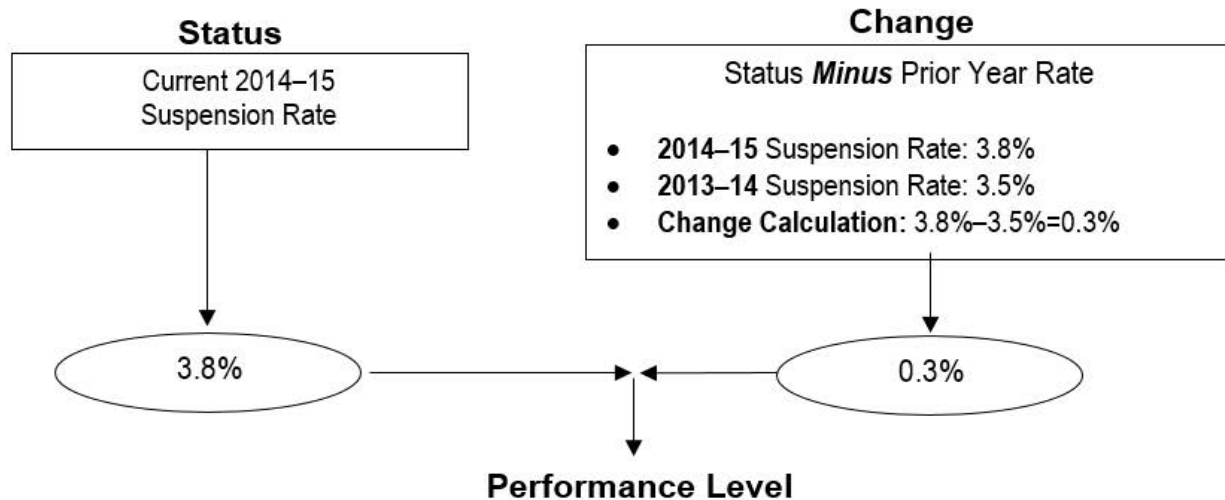 Status
Current 2014–15
Suspension Rate
Change
Status Minus Prior Year Rate
• 2014–15 Suspension Rate: 3.8%
• 2013–14 Suspension Rate: 3.5%
• Change Calculation: 3.8%–3.5%=0.3%
3.8%
0.3%
Performance Level